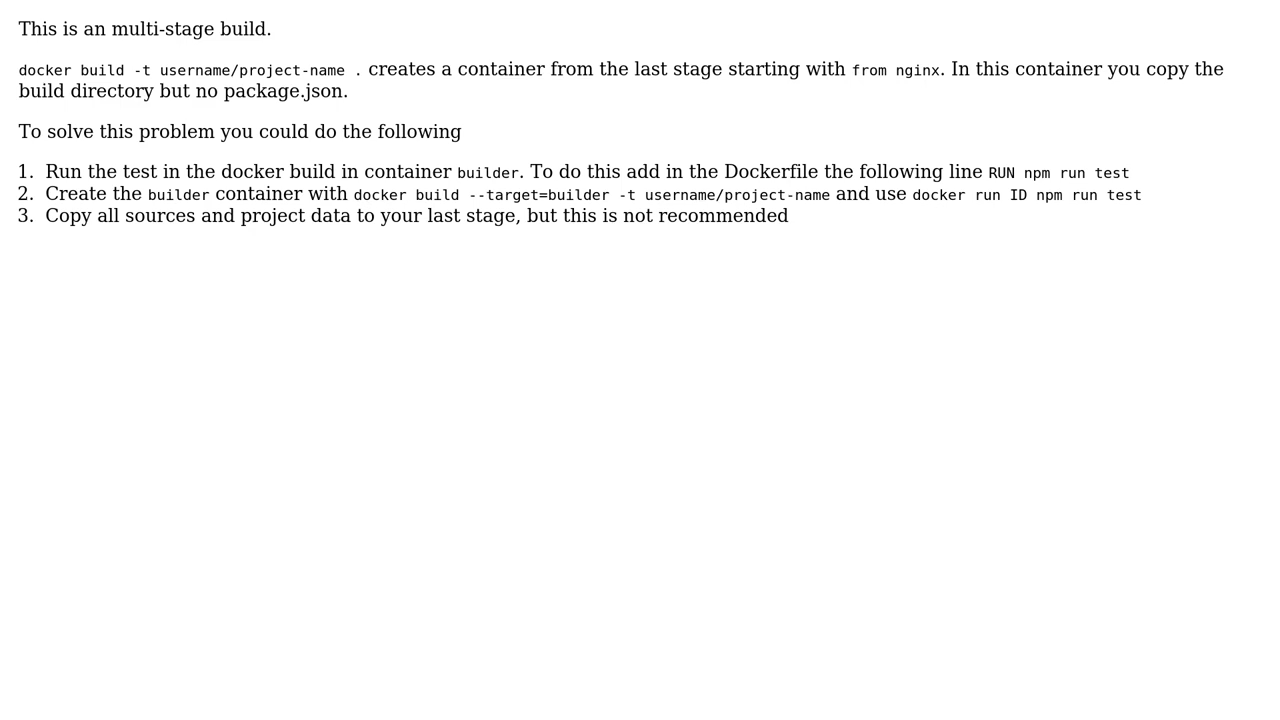 This is an multi-stage build.
docker build -t username/project-name . creates a container from the last stage starting with from nginx. In this container you copy the
build directory but no package.json.
To solve this problem you could do the following
1. Run the test in the docker build in container builder. To do this add in the Dockerfile the following line RUN npm run test
2. Create the builder container with docker build --target=builder -t username/project-name and use docker run ID npm run test
3. Copy all sources and project data to your last stage, but this is not recommended